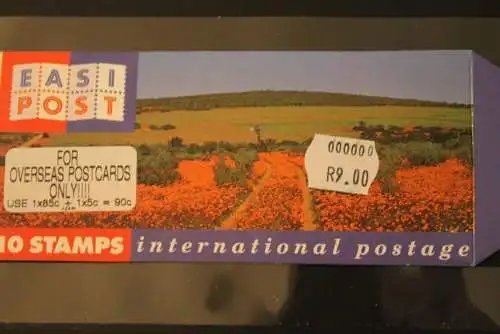 EASI
POST
FOR
OVERSEAS POSTCARDS
ONLY!!!!
USE 1x85c + 1x5c = 90c
000000
R9.00
10 STAMPS international postage